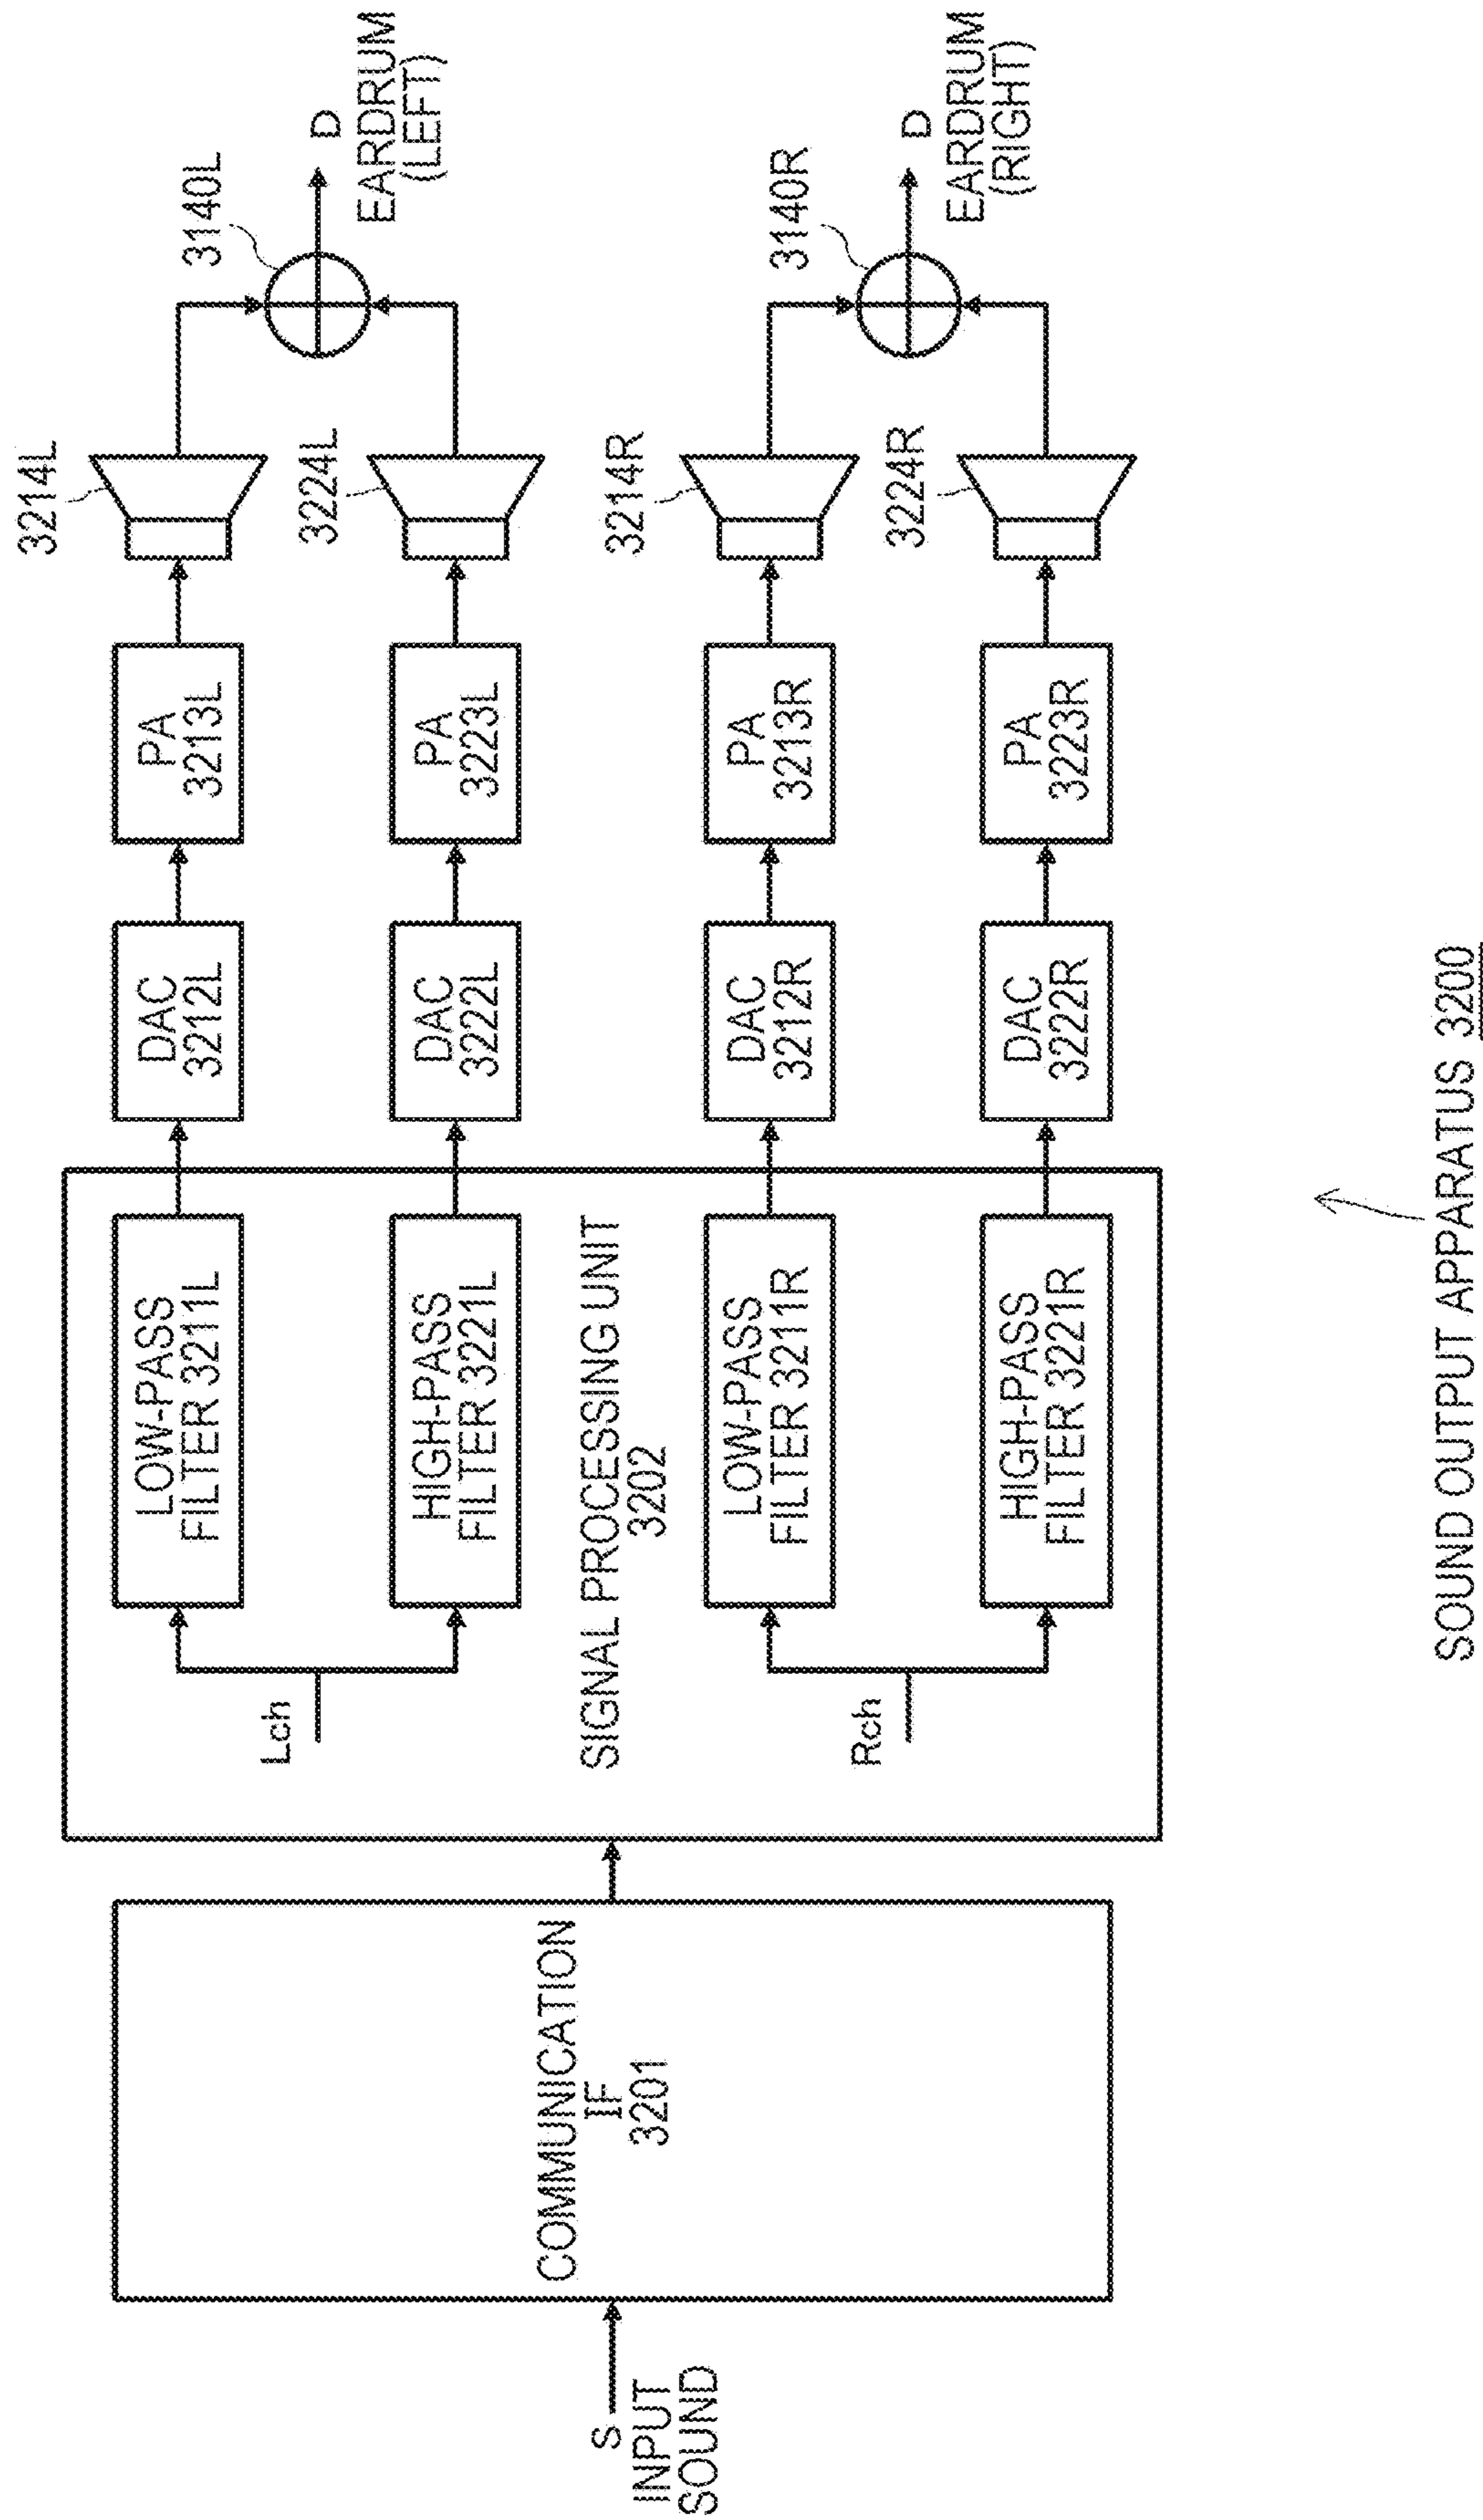 S
INPUT
SOUND
COMMUNICATION
IF
3201
SIGNAL PROCESSING UNIT
3202
Lch
LOW-PASS
FILTER 3211L
DAC
3212L
PA
3213L
3214L
HIGH-PASS
FILTER 3221L
DAC
3222L
PA
3223L
3224L
3140L
D
EARDRUM
(LEFT)
Rch
LOW-PASS
FILTER 3211R
DAC
3212R
PA
3213R
3214R
HIGH-PASS
FILTER 3221R
DAC
3222R
PA
3223R
3224R
3140R
D
EARDRUM
(RIGHT)
SOUND OUTPUT APPARATUS 3200